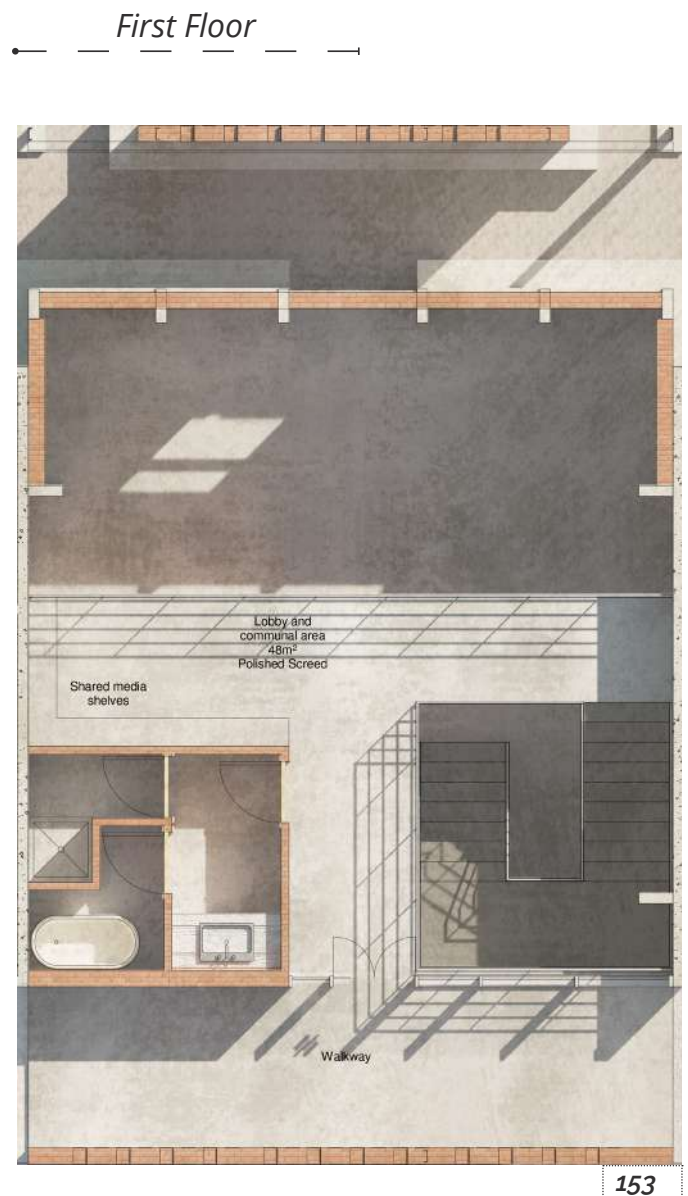 First Floor
Lobby and
communal area
48m²
Polished Screed
Shared media
shelves
Walkway
153